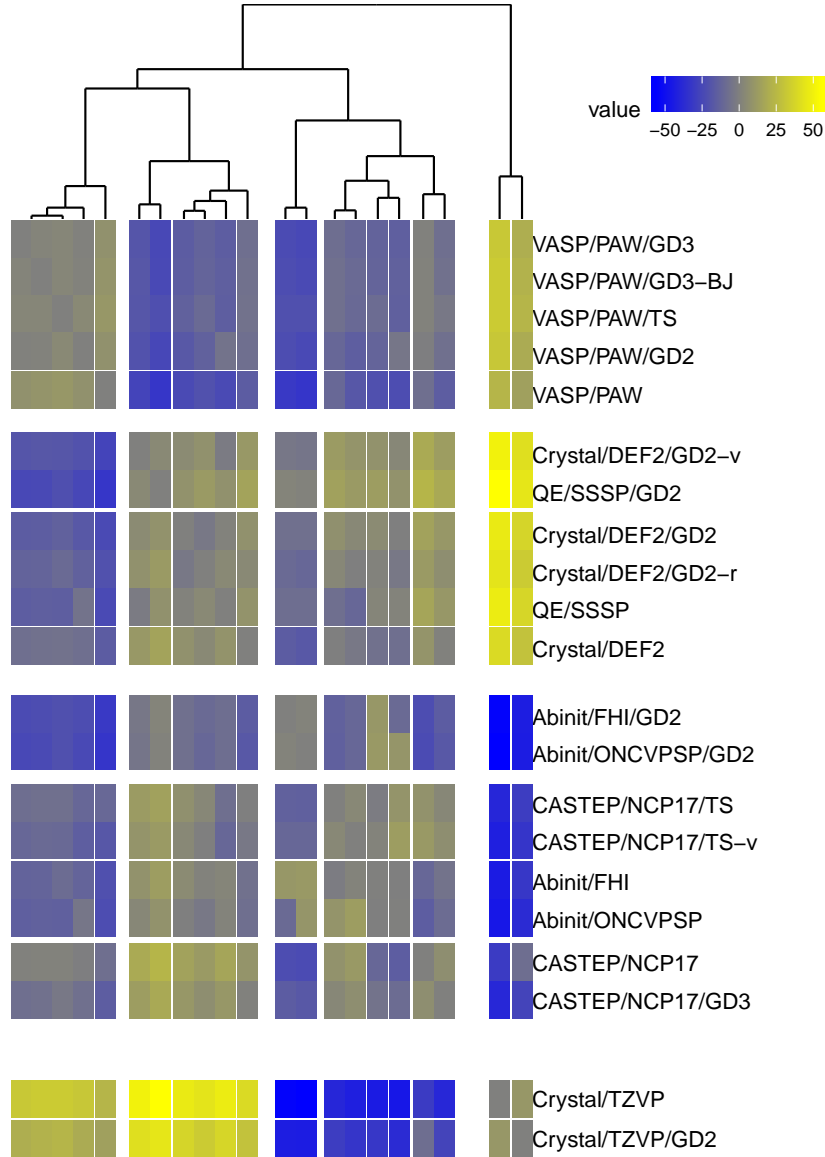 value
−50 −25 0 25 50
VASP/PAW/GD3
VASP/PAW/GD3−BJ
VASP/PAW/TS
VASP/PAW/GD2
VASP/PAW
Crystal/DEF2/GD2−v
QE/SSSP/GD2
Crystal/DEF2/GD2
Crystal/DEF2/GD2−r
QE/SSSP
Crystal/DEF2
Abinit/FHI/GD2
Abinit/ONCVPSP/GD2
CASTEP/NCP17/TS
CASTEP/NCP17/TS−v
Abinit/FHI
Abinit/ONCVPSP
CASTEP/NCP17
CASTEP/NCP17/GD3
Crystal/TZVP
Crystal/TZVP/GD2